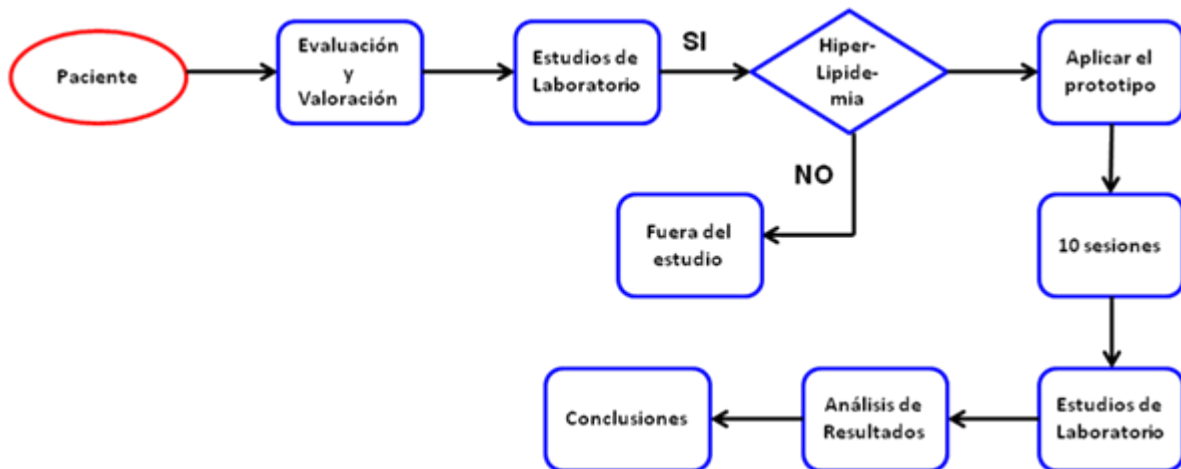 Paciente
Evaluación
y
Valoración
Estudios de
Laboratorio
SI
Hiper-
Lipide-
mia
Aplicar el
prototipo
NO
Fuera del
estudio
10 sesiones
Conclusiones
Análisis de
Resultados
Estudios de
Laboratorio